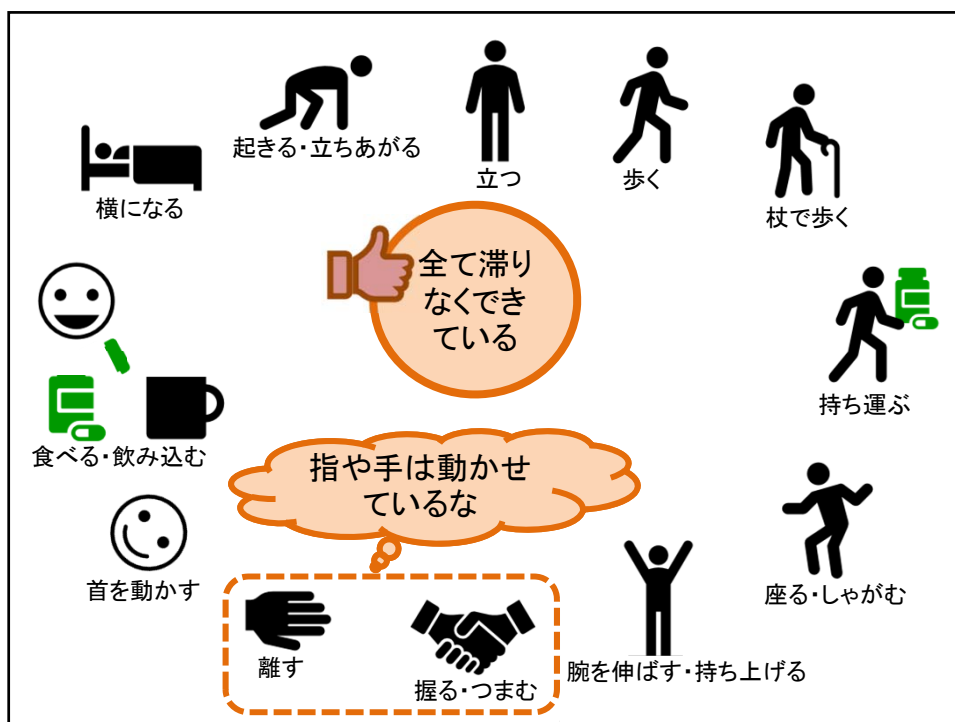 起きる・立ちあがる
立つ
歩く
横になる
杖で歩く
全て滞り
なくでき
ている
持ち運ぶ
食べる・飲み込む
指や手は動かせ
ているな
首を動かす
座る・しゃがむ
離す
握る・つまむ
腕を伸ばす・持ち上げる